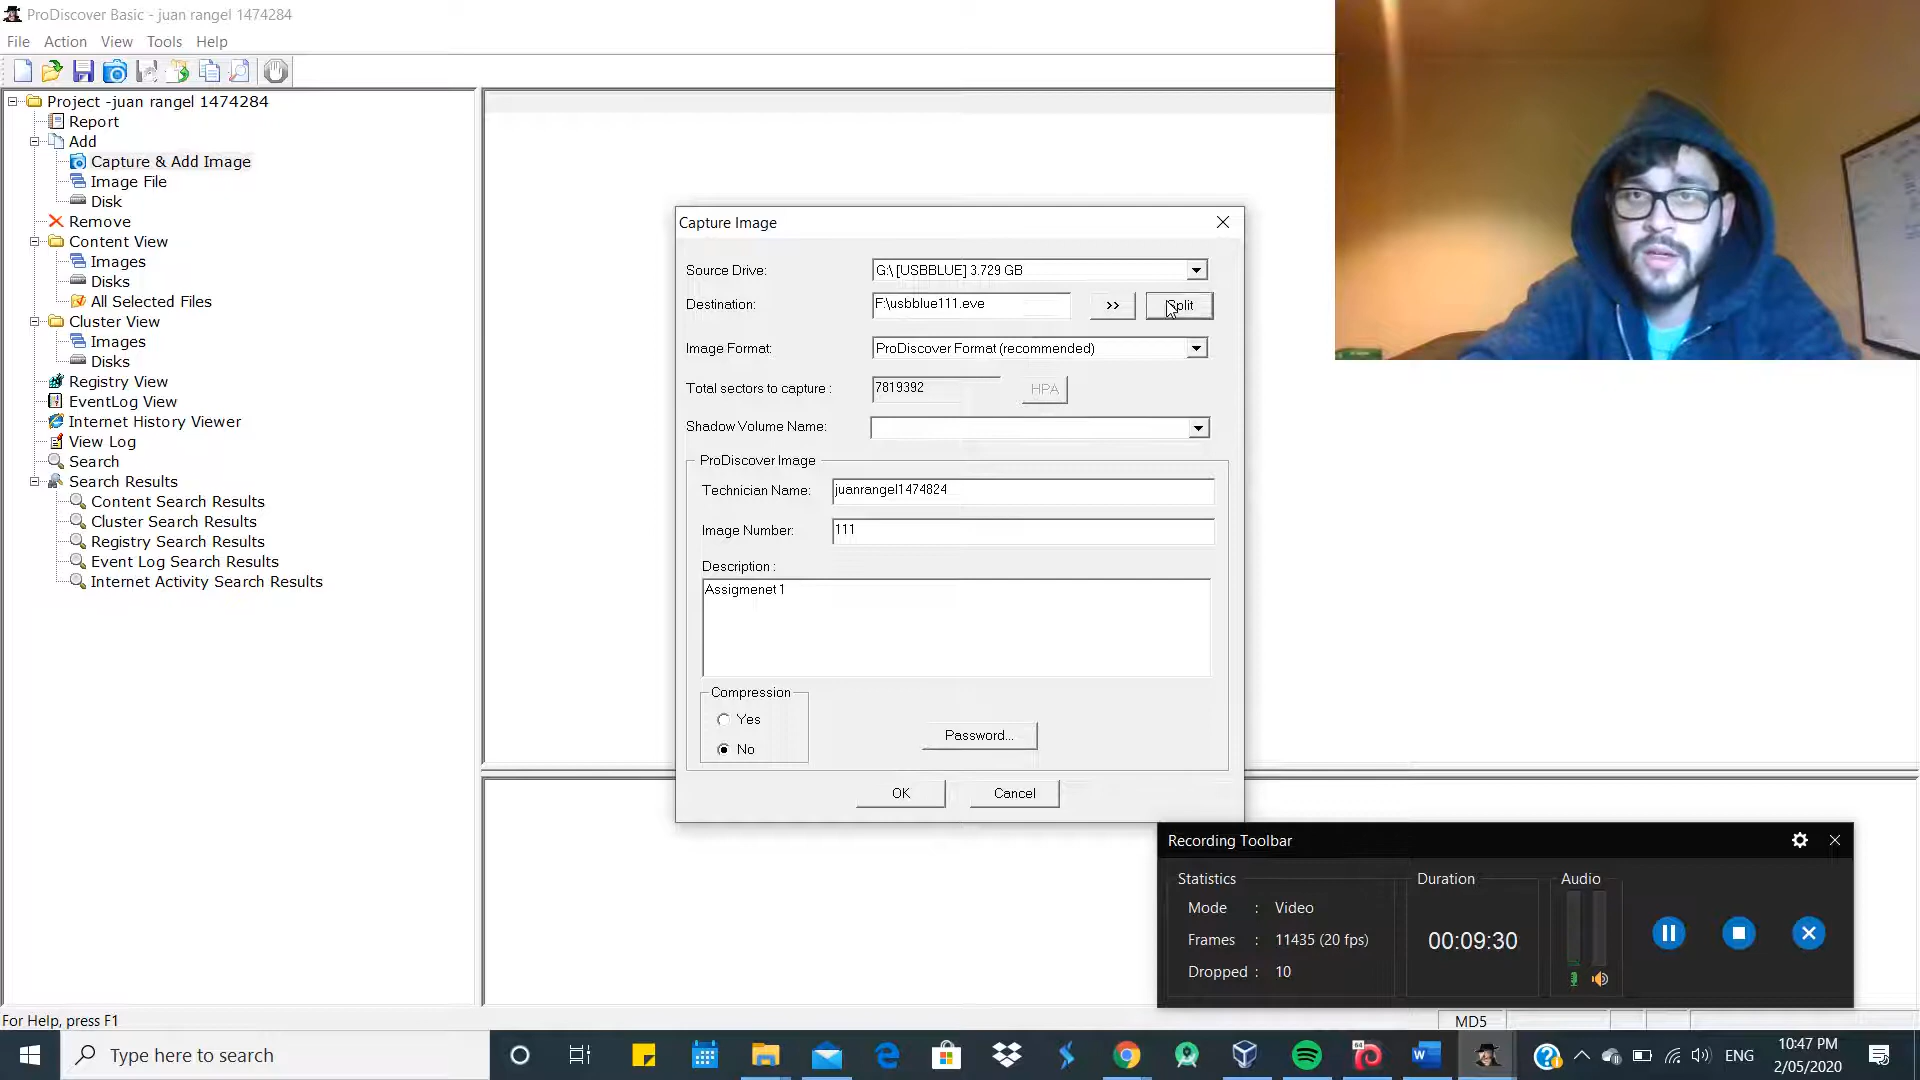 ProDiscover Basic - juan rangel 1474284
File Action View Tools Help
Project -juan rangel 1474284
Report
Add
Capture & Add Image
Image File
Disk
Remove
Content View
Images
Disks
All Selected Files
Cluster View
Images
Disks
Registry View
EventLog View
Internet History Viewer
View Log
Search
Search Results
Content Search Results
Cluster Search Results
Registry Search Results
Event Log Search Results
Internet Activity Search Results
Capture Image
Source Drive: G:\ [USBBLUE] 3.729 GB
Destination: F:\usbblue111.eve >> Split
Image Format: ProDiscover Format (recommended)
Total sectors to capture : 7819392 HPA
Shadow Volume Name:
ProDiscover Image
Technician Name: juanrangel1474824
Image Number: 111
Description :
Assigmenet 1
Compression
Yes
No
Password...
OK Cancel
Recording Toolbar
Statistics Duration Audio
Mode : Video
Frames : 11435 (20 fps)
Dropped : 10
00:09:30
For Help, press F1
MD5
Type here to search
ENG
10:47 PM
2/05/2020